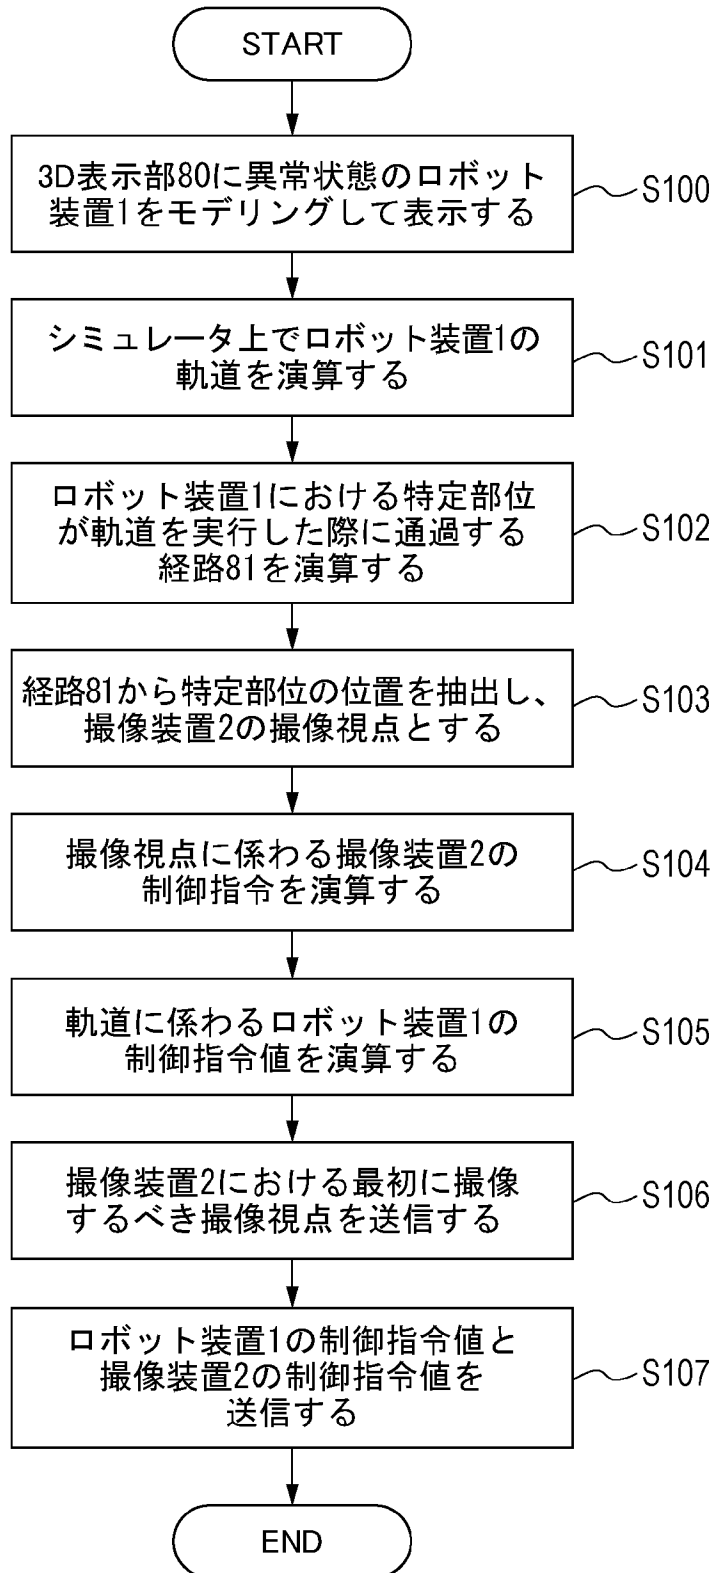 START
3D表示部80に異常状態のロボット
装置1をモデリングして表示する
S100
シミュレータ上でロボット装置1の
軌道を演算する
S101
ロボット装置1における特定部位
が軌道を実行した際に通過する
経路81を演算する
S102
経路81から特定部位の位置を抽出し、
撮像装置2の撮像視点とする
S103
撮像視点に係わる撮像装置2の
制御指令を演算する
S104
軌道に係わるロボット装置1の
制御指令値を演算する
S105
撮像装置2における最初に撮像
するべき撮像視点を送信する
S106
ロボット装置1の制御指令値と
撮像装置2の制御指令値を
送信する
S107
END